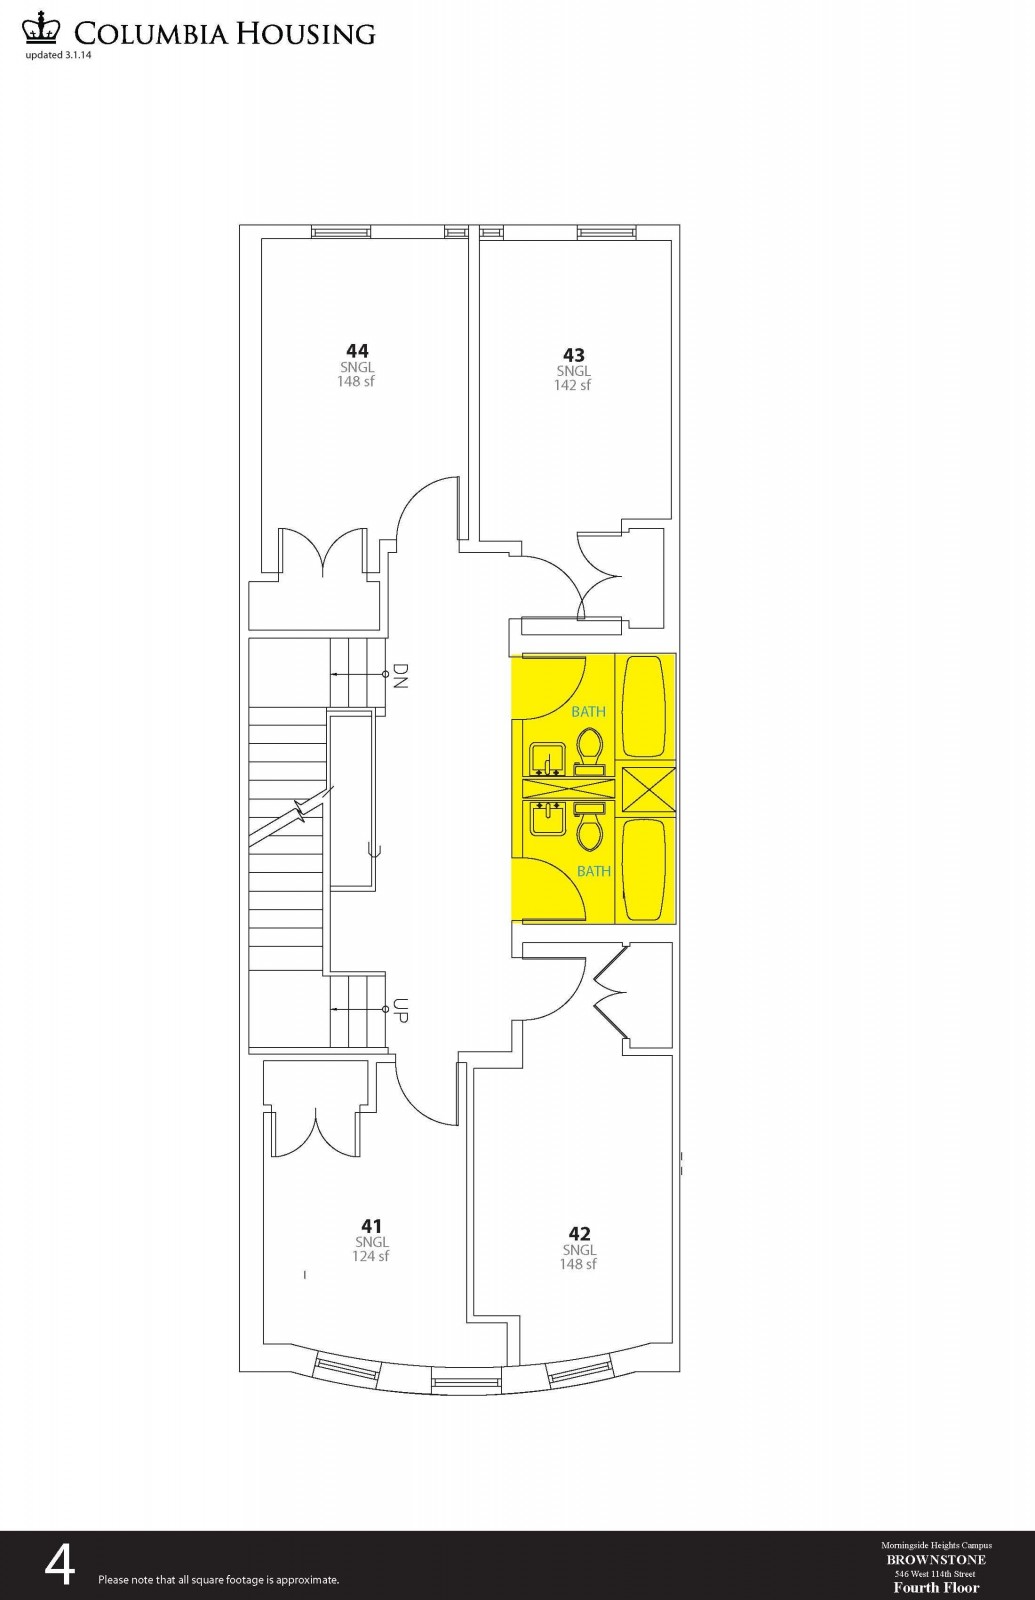 COLUMBIA HOUSING
updated 3.1.14
44
SNGL
148 sf
43
SNGL
142 sf
DN
BATH
BATH
UP
41
SNGL
124 sf
42
SNGL
148 sf
4
Please note that all square footage is approximate.
Morningside Heights Campus
BROWNSTONE
546 West 114th Street
Fourth Floor